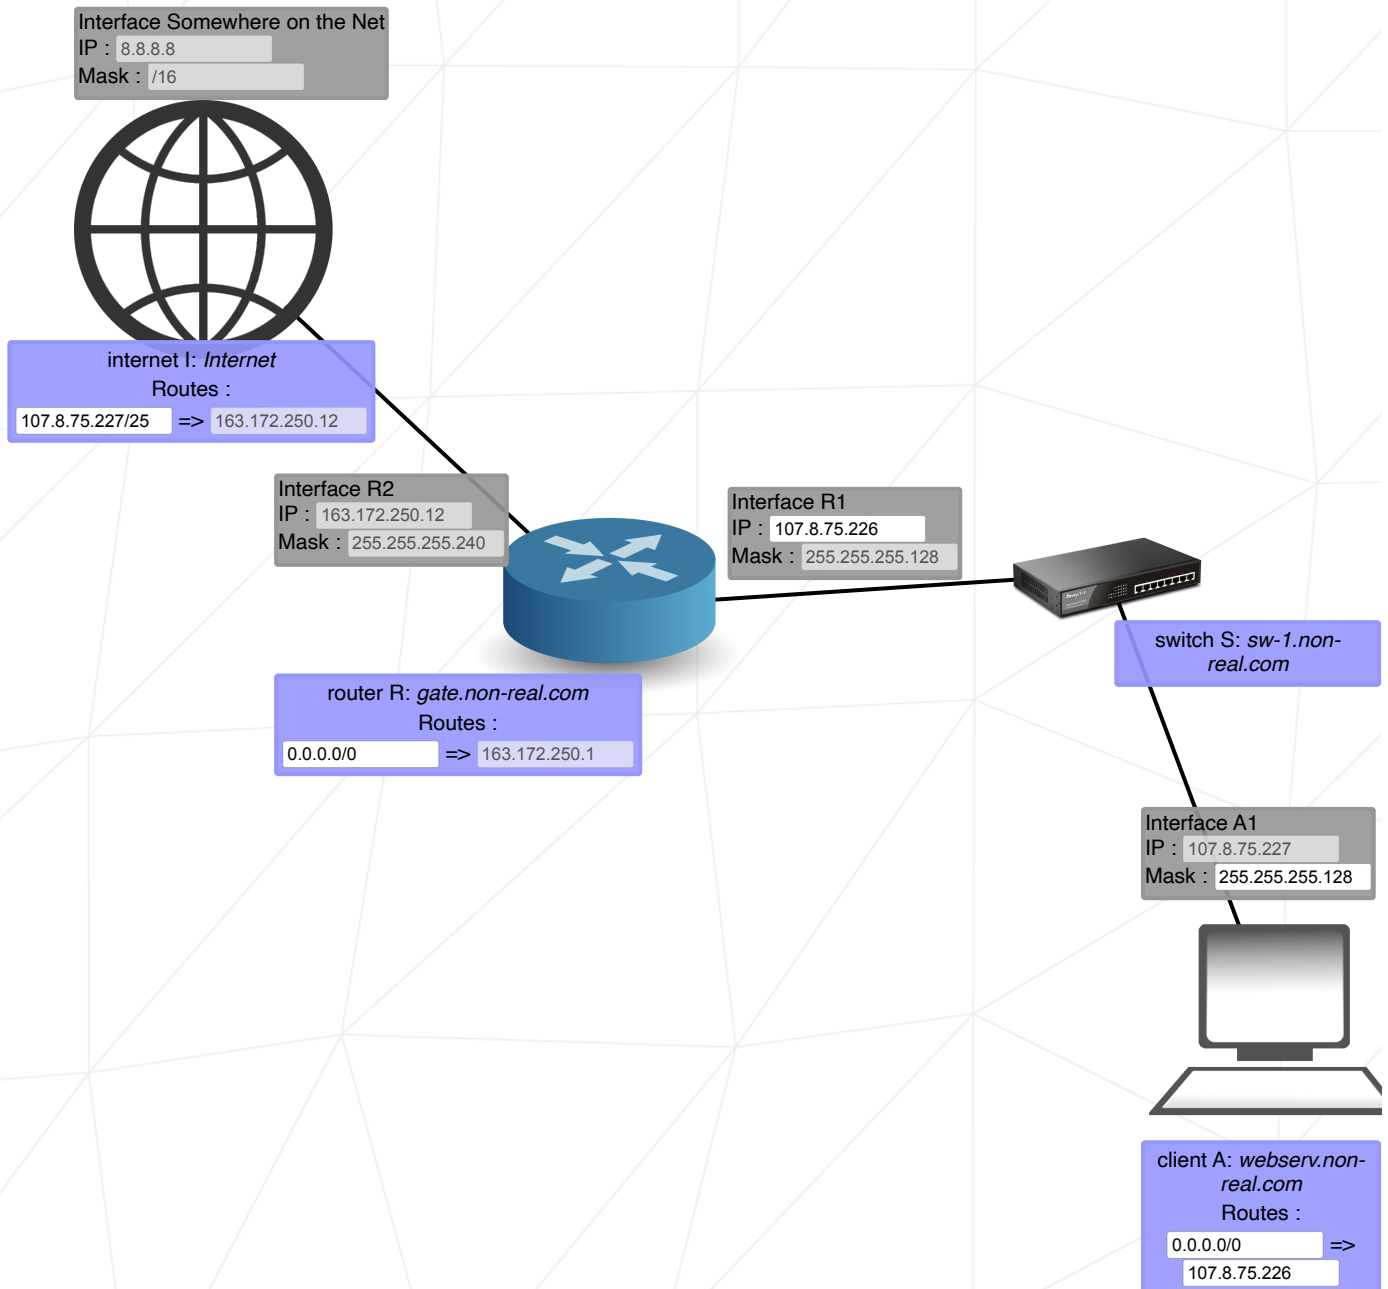 Interface Somewhere on the Net
IP : 8.8.8.8
Mask : /16
internet I: Internet
Routes :
107.8.75.227/25 => 163.172.250.12
Interface R2
IP : 163.172.250.12
Mask : 255.255.255.240
Interface R1
IP : 107.8.75.226
Mask : 255.255.255.128
switch S: sw-1.non-
real.com
router R: gate.non-real.com
Routes :
0.0.0.0/0 => 163.172.250.1
Interface A1
IP : 107.8.75.227
Mask : 255.255.255.128
client A: webserv.non-
real.com
Routes :
0.0.0.0/0 =>
107.8.75.226